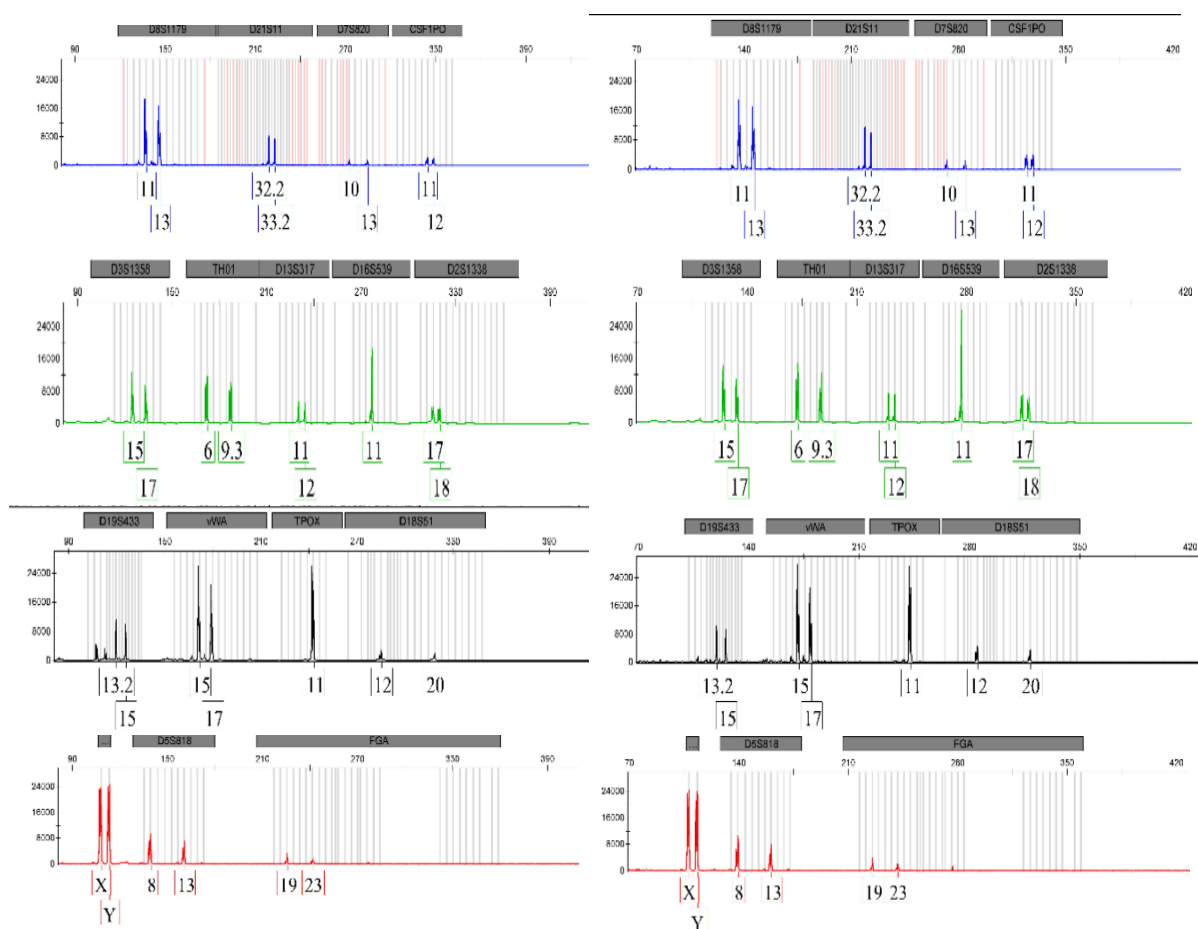 D8S1179 D21S11 D7S820 CSF1PO
90 150 210 270 330 390
24000
16000
8000
0
11 32.2 10 11
13 33.2 13 12
D3S1358 TH01 D13S317 D16S539 D2S1338
90 150 210 270 330 390
24000
16000
8000
0
15 6 9.3 11 11 17
17 12 18
D19S433 vWA TPOX D18S51
90 150 210 270 330 390
24000
16000
8000
0
13.2 15 11 12 20
15 17
... D5S818 FGA
90 150 210 270 330 390
24000
16000
8000
0
X 8 13 19 23
Y
D8S1179 D21S11 D7S820 CSF1PO
70 140 210 280 350 420
24000
16000
8000
0
11 32.2 10 11
13 33.2 13 12
D3S1358 TH01 D13S317 D16S539 D2S1338
70 140 210 280 350 420
24000
16000
8000
0
15 6 9.3 11 11 17
17 12 18
D19S433 vWA TPOX D18S51
70 140 210 280 350 420
24000
16000
8000
0
13.2 15 11 12 20
15 17
... D5S818 FGA
70 140 210 280 350 420
24000
16000
8000
0
X 8 13 19 23
Y